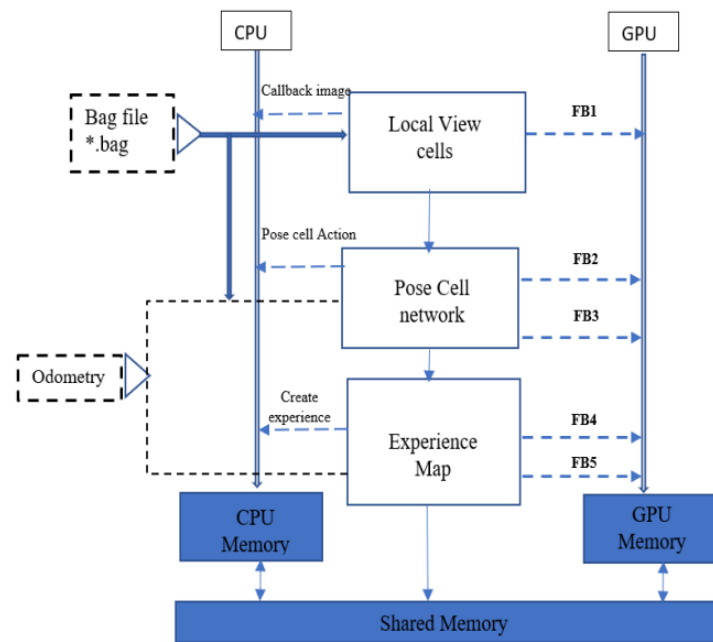 CPU
GPU
Callback image
Bag file
*.bag
Local View
cells
FB1
Pose cell Action
Pose Cell
network
FB2
FB3
Odometry
Create
experience
Experience
Map
FB4
FB5
CPU
Memory
GPU
Memory
Shared Memory